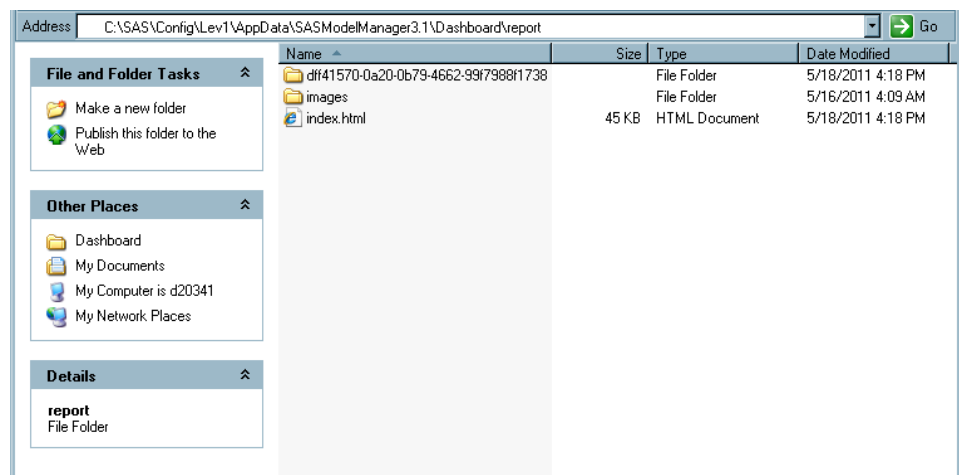 Address C:\SAS\Config\Lev1\AppData\SASModelManager3.1\Dashboard\report Go
File and Folder Tasks
Make a new folder
Publish this folder to the
Web
Other Places
Dashboard
My Documents
My Computer is d20341
My Network Places
Details
report
File Folder
Name Size Type Date Modified
dff41570-0a20-0b79-4662-99f7988f1738 File Folder 5/18/2011 4:18 PM
images File Folder 5/16/2011 4:09 AM
index.html 45 KB HTML Document 5/18/2011 4:18 PM